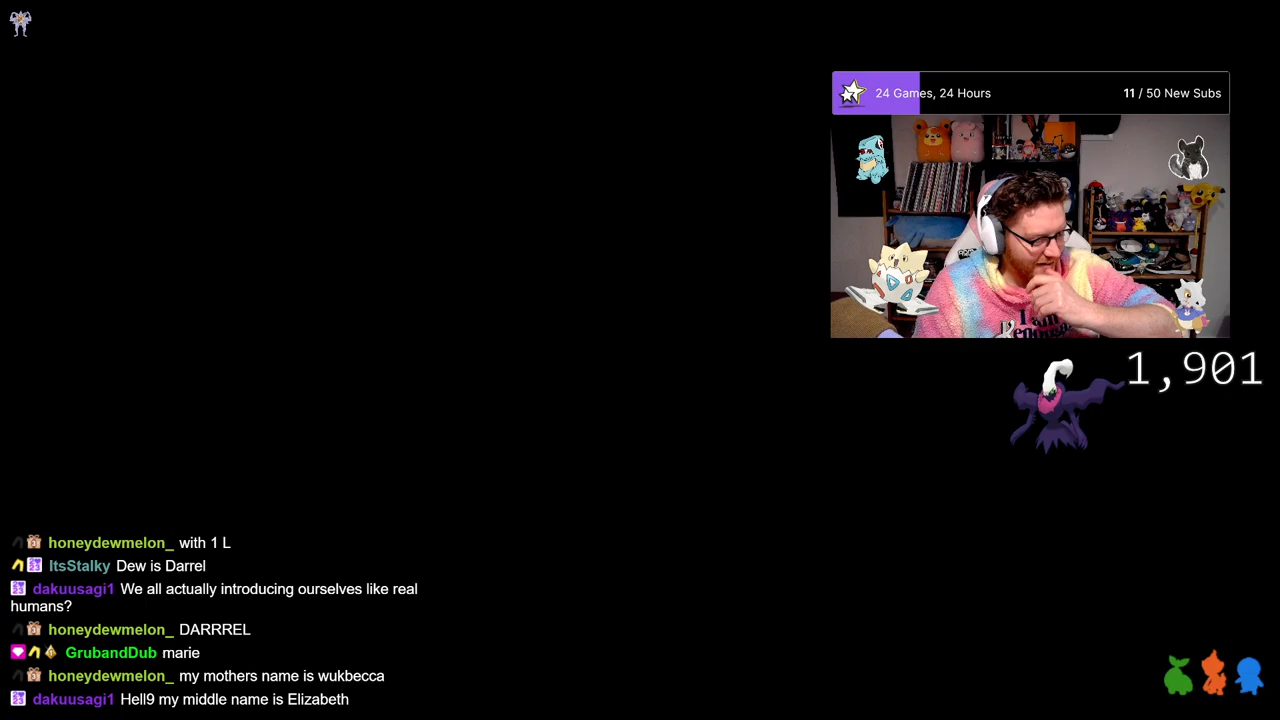 24 Games, 24 Hours
11 / 50 New Subs
I am
Kenough
1,901
honeydewmelon_ with 1 L
ItsStalky Dew is Darrel
dakuusagi1 We all actually introducing ourselves like real
humans?
honeydewmelon_ DARRREL
GrubandDub marie
honeydewmelon_ my mothers name is wukbecca
dakuusagi1 Hell9 my middle name is Elizabeth